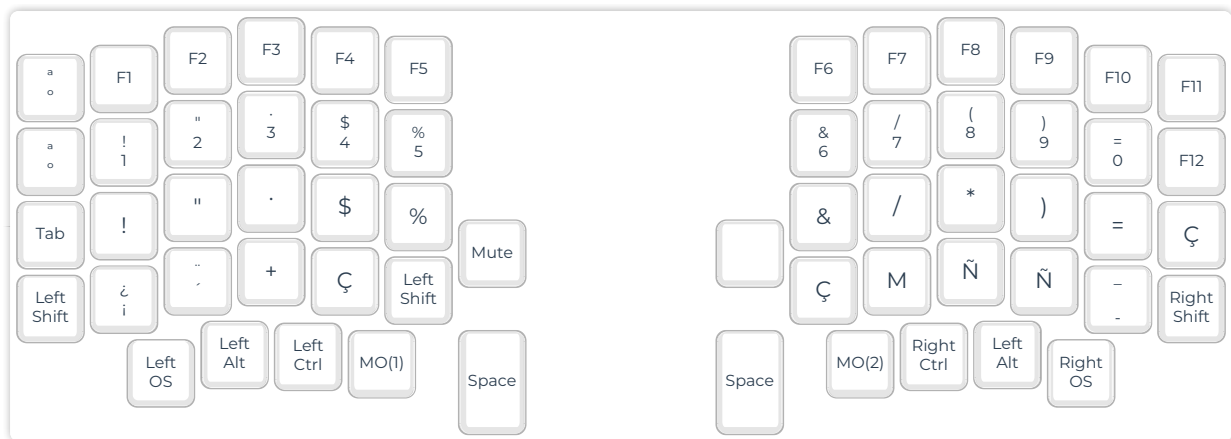 F3
F8
F2
F4
F7
F9
F5
F6
a
o
F1
F10
F11
"
2
·
3
$
4
/
7
(
8
)
9
!
1
%
5
&
6
=
0
a
o
F12
"
·
$
/
*
)
Tab
!
%
&
=
Ç
Mute
¨
´
+
Ç
M
Ñ
Ñ
Left
Shift
¿
¡
Left
Shift
Ç
_
-
Right
Shift
Left
OS
Left
Alt
Left
Ctrl
MO(1)
Space
Space
MO(2)
Right
Ctrl
Left
Alt
Right
OS